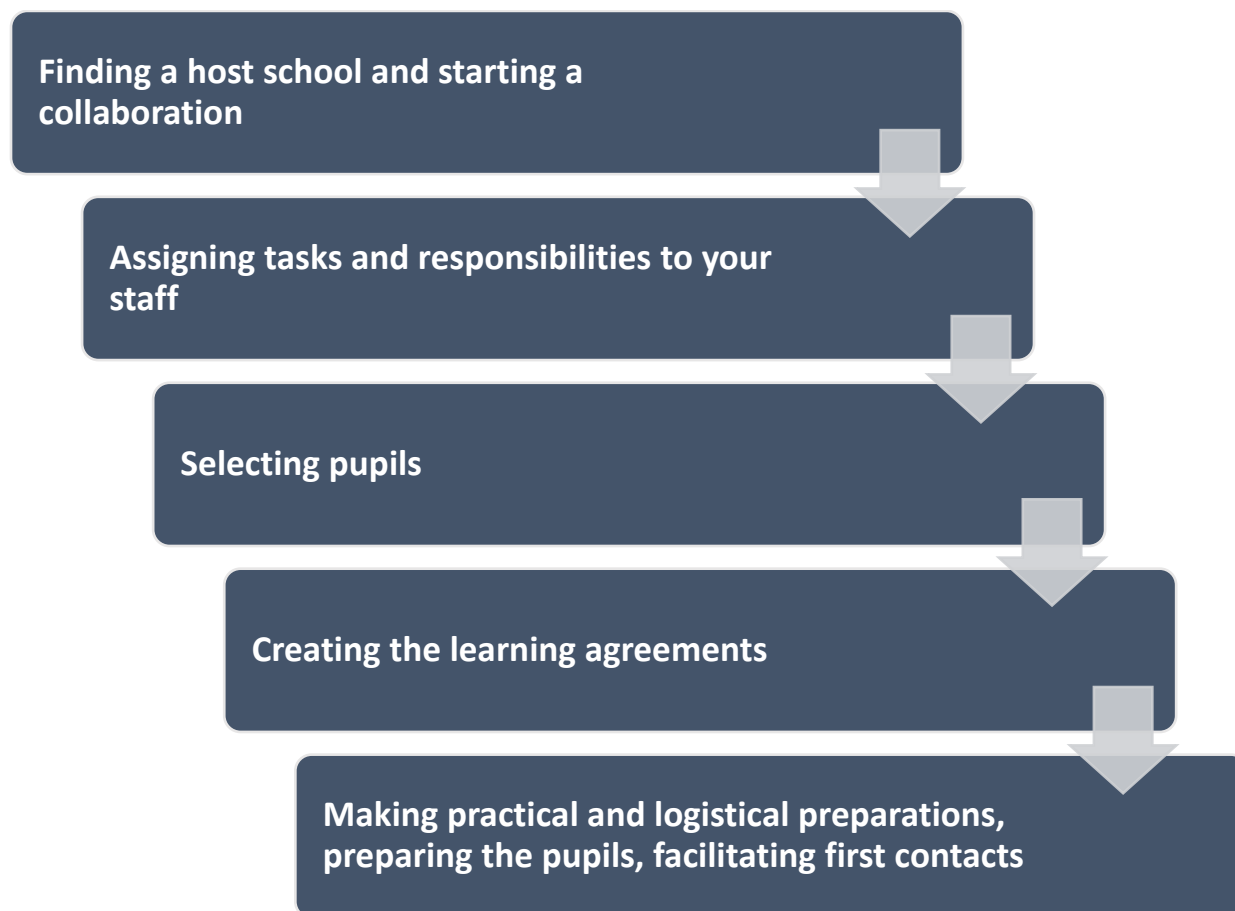 Finding a host school and starting a
collaboration
Assigning tasks and responsibilities to your
staff
Selecting pupils
Creating the learning agreements
Making practical and logistical preparations,
preparing the pupils, facilitating first contacts